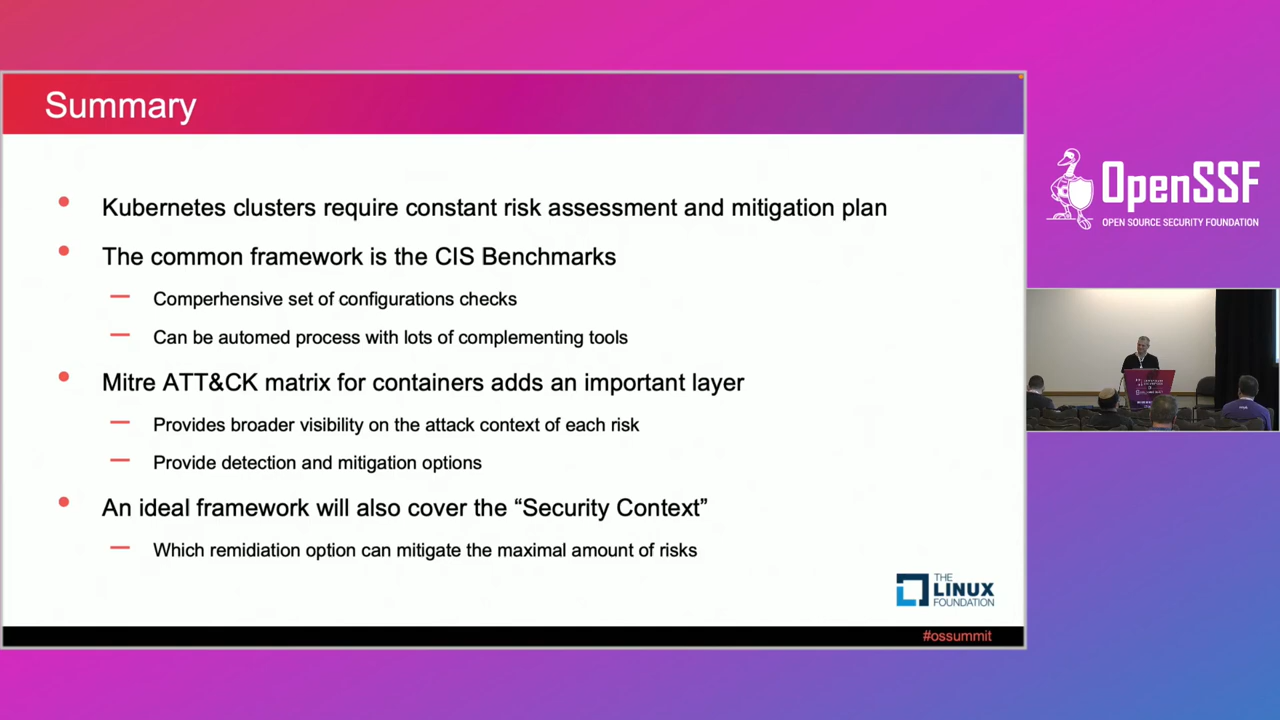 Summary
• Kubernetes clusters require constant risk assessment and mitigation plan
• The common framework is the CIS Benchmarks
— Comperhensive set of configurations checks
— Can be automed process with lots of complementing tools
• Mitre ATT&CK matrix for containers adds an important layer
— Provides broader visibility on the attack context of each risk
— Provide detection and mitigation options
• An ideal framework will also cover the “Security Context”
— Which remidiation option can mitigate the maximal amount of risks
THE
LINUX
FOUNDATION
#ossummit
OpenSSF
OPEN SOURCE SECURITY FOUNDATION